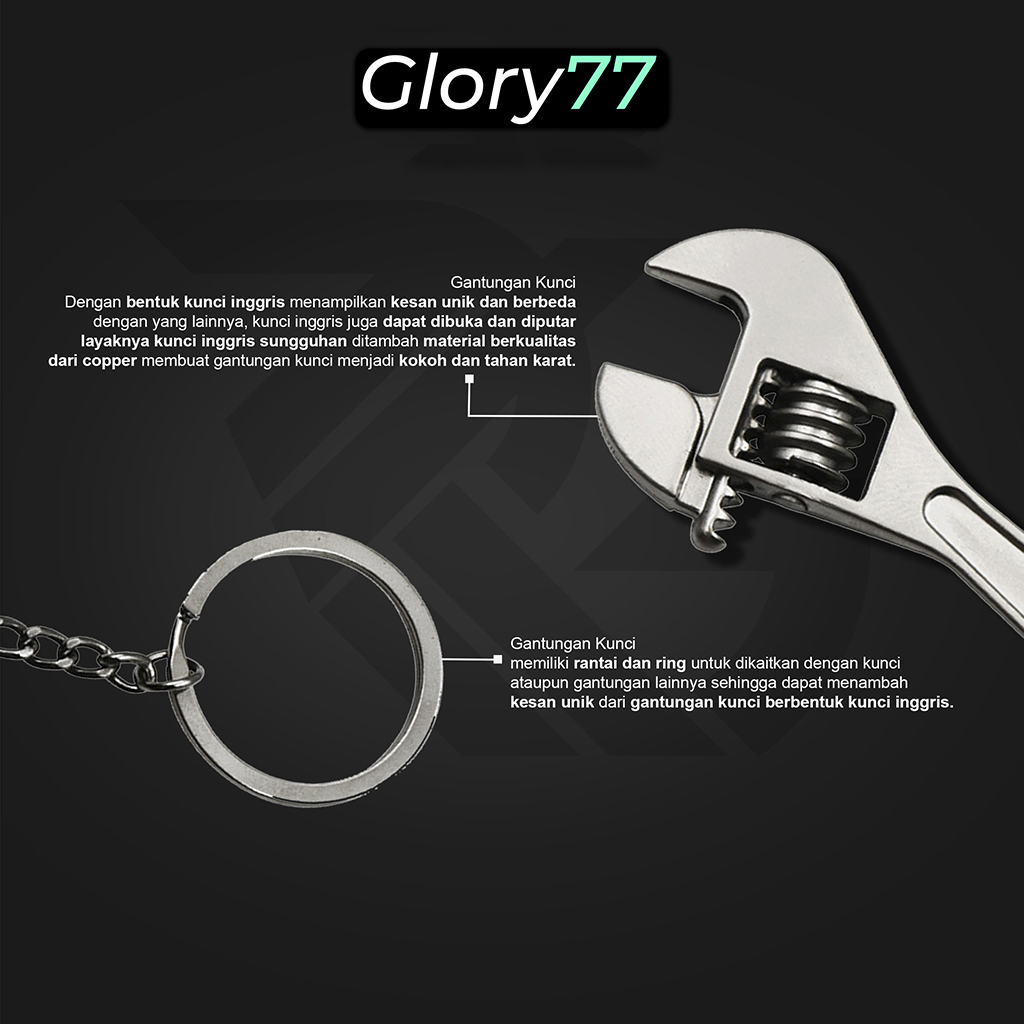 Glory77
Gantungan Kunci
Dengan bentuk kunci inggris menampilkan kesan unik dan berbeda
dengan yang lainnya, kunci inggris juga dapat dibuka dan diputar
layaknya kunci inggris sungguhan ditambah material berkualitas
dari copper membuat gantungan kunci menjadi kokoh dan tahan karat.
Gantungan Kunci
memiliki rantai dan ring untuk dikaitkan dengan kunci
ataupun gantungan lainnya sehingga dapat menambah
kesan unik dari gantungan kunci berbentuk kunci inggris.